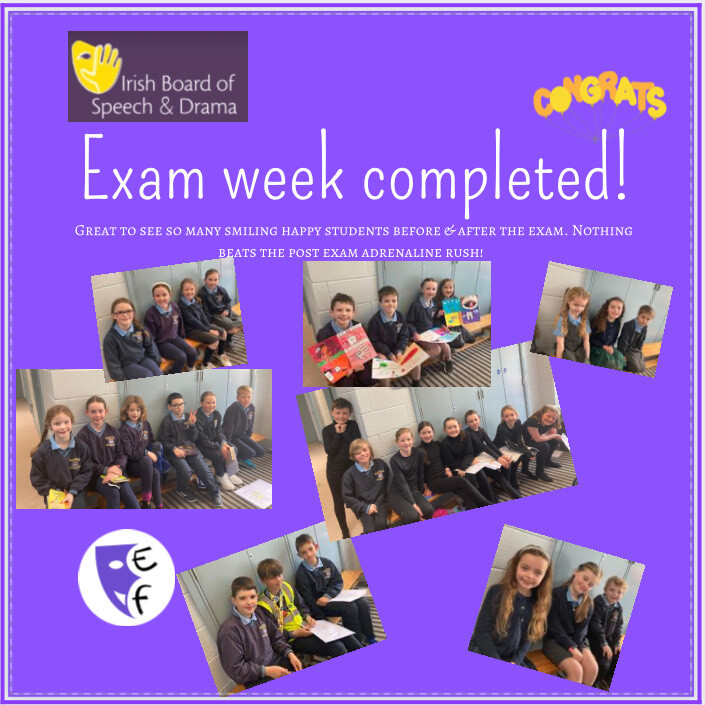 Irish Board of
Speech & Drama
CONGRATS
Exam week completed!
Great to see so many smiling happy students before & after the exam. Nothing
beats the post exam adrenaline rush!
E
f